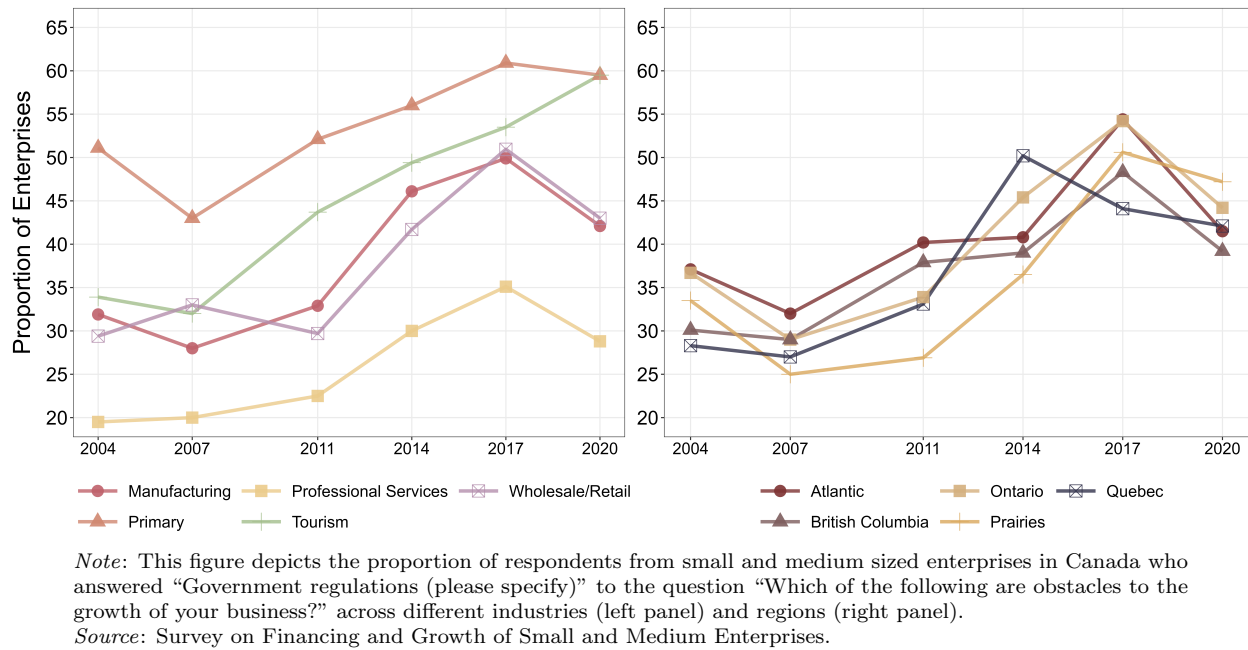 Proportion of Enterprises
65
60
55
50
45
40
35
30
25
20
2004 2007 2011 2014 2017 2020
65
60
55
50
45
40
35
30
25
20
2004 2007 2011 2014 2017 2020
Manufacturing Professional Services Wholesale/Retail
Primary Tourism
Atlantic Ontario Quebec
British Columbia Prairies
Note: This figure depicts the proportion of respondents from small and medium sized enterprises in Canada who
answered “Government regulations (please specify)” to the question “Which of the following are obstacles to the
growth of your business?” across different industries (left panel) and regions (right panel).
Source: Survey on Financing and Growth of Small and Medium Enterprises.